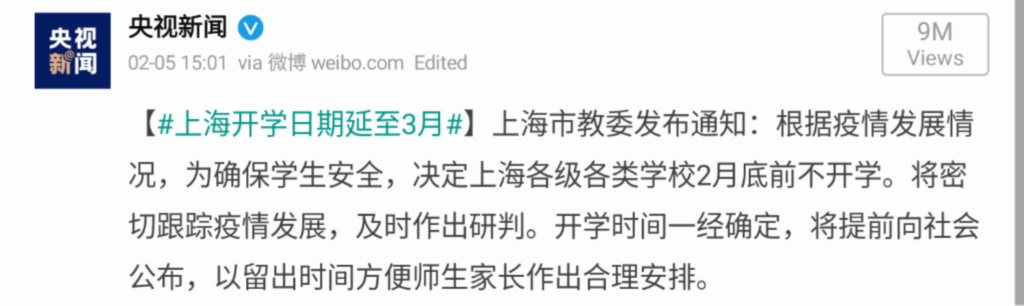 央视新闻
央视新闻
9M
Views
02-05 15:01 via 微博 weibo.com Edited
【#上海开学日期延至3月#】上海市教委发布通知：根据疫情发展情
况，为确保学生安全，决定上海各级各类学校2月底前不开学。将密
切跟踪疫情发展，及时作出研判。开学时间一经确定，将提前向社会
公布，以留出时间方便师生家长作出合理安排。